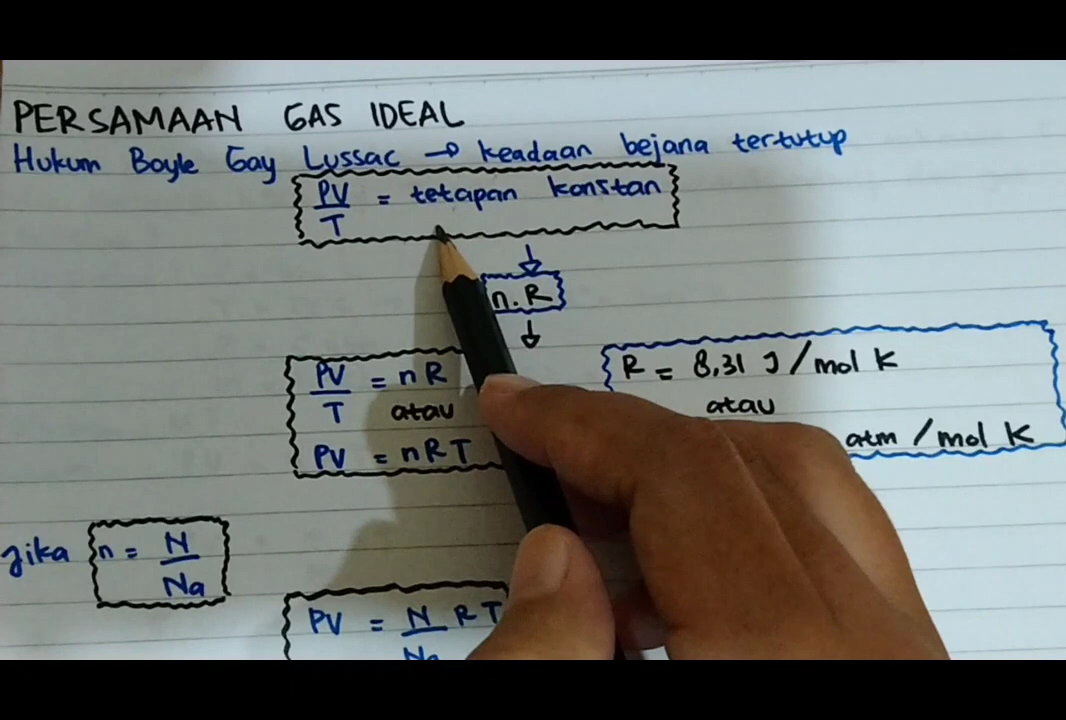 PERSAMAAN GAS IDEAL
Hukum Boyle Gay Lussac → keadaan bejana tertutup
PV/T = tetapan konstan
n.R
PV/T = nR
atau
PV = nRT
R = 8,31 J/mol K
atau
atm/mol K
jika n = N/Na
PV = N/Na RT